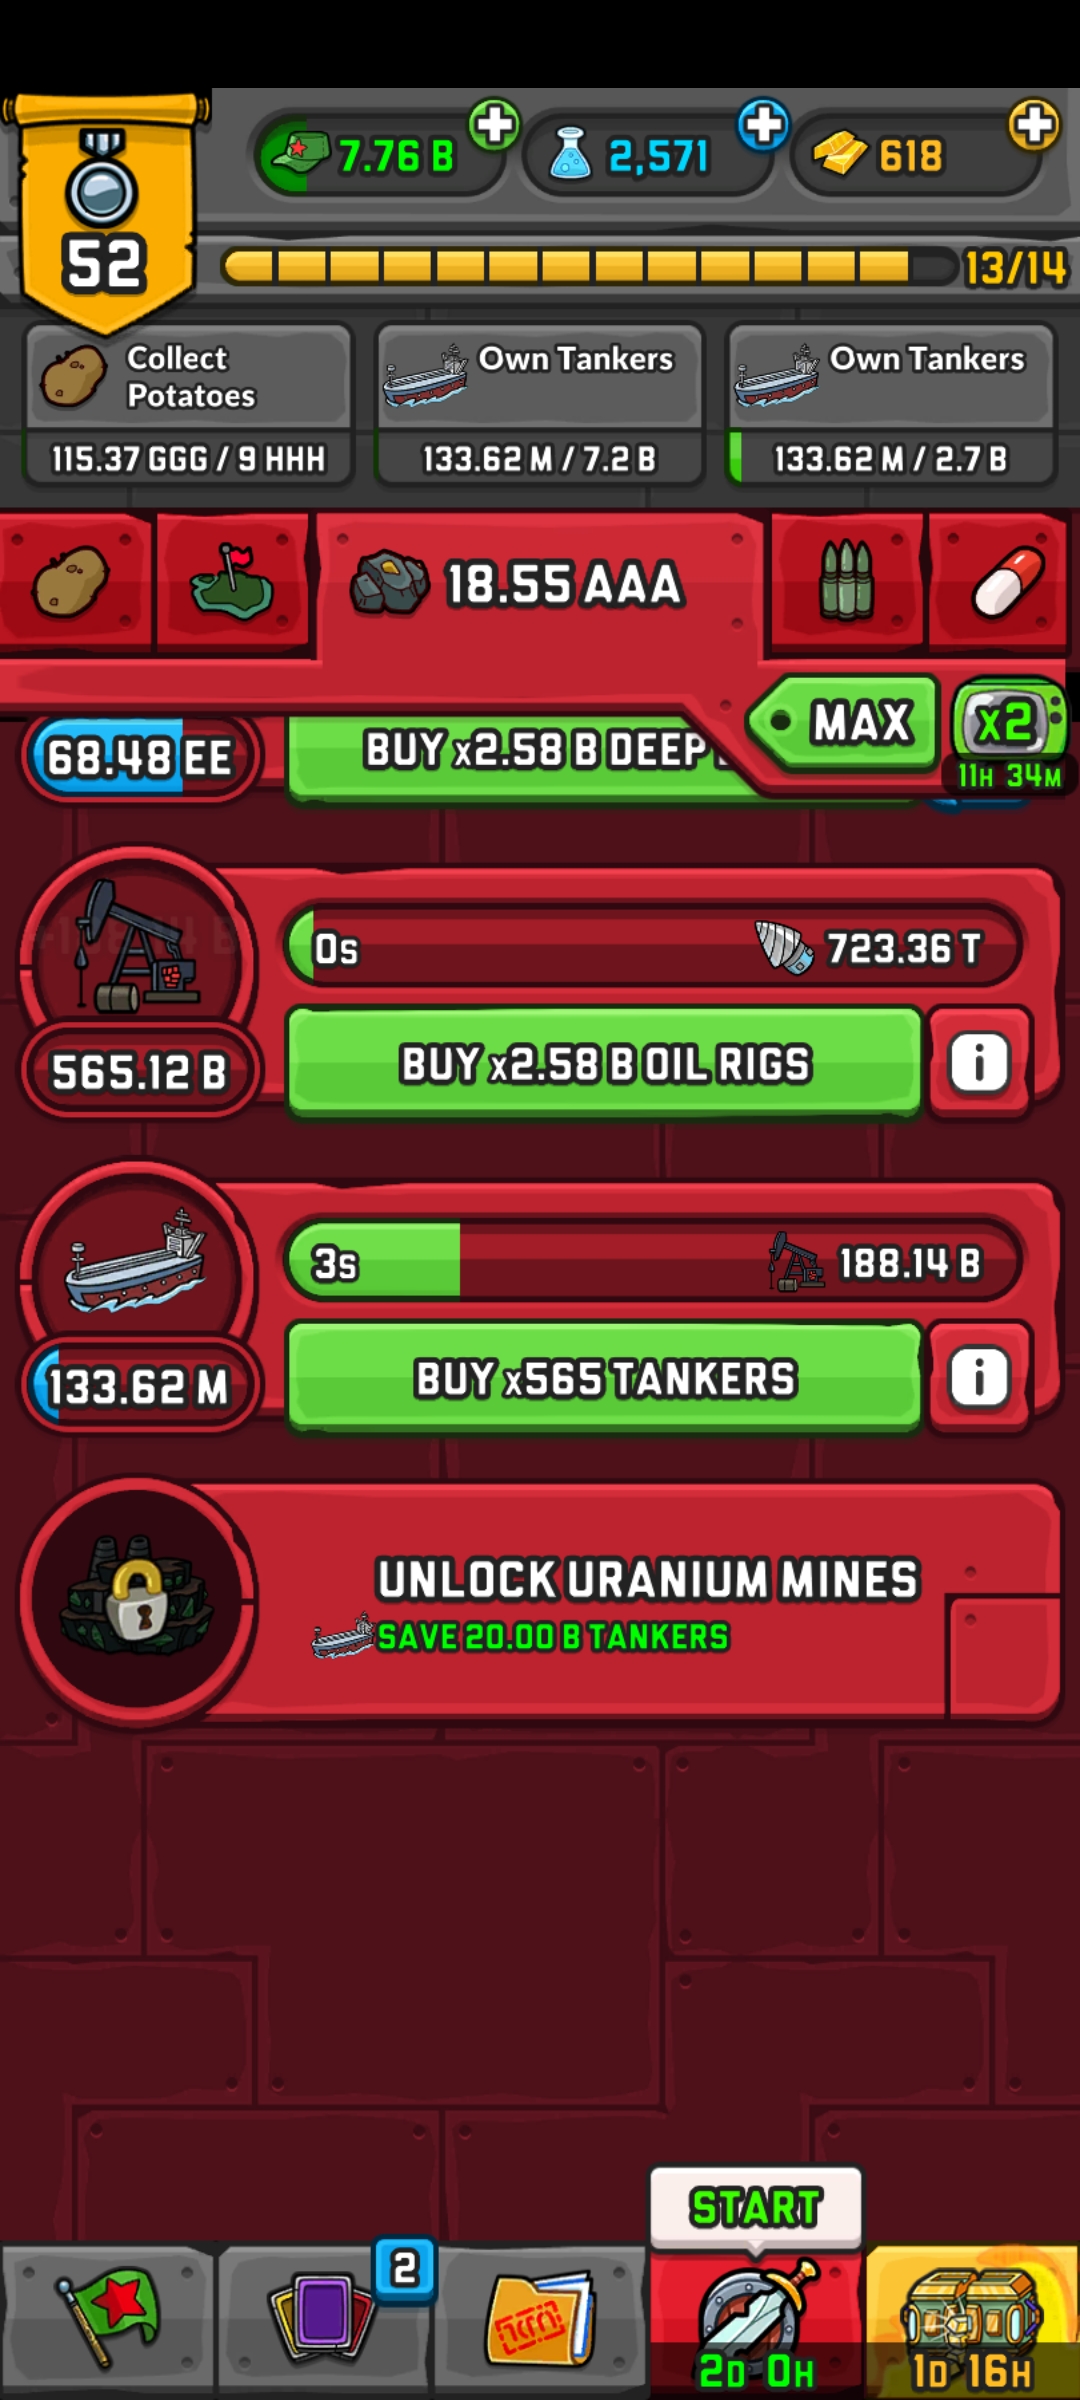 7.76 B
2,571
618
52
13/14
Collect
Potatoes
115.37 GGG / 9 HHH
Own Tankers
133.62 M / 7.2 B
Own Tankers
133.62 M / 2.7 B
18.55 AAA
MAX
x2
11H 34M
68.48 EE
BUY x2.58 B DEEP
0s
723.36 T
565.12 B
BUY x2.58 B OIL RIGS
i
3s
188.14 B
133.62 M
BUY x565 TANKERS
i
UNLOCK URANIUM MINES
SAVE 20.00 B TANKERS
START
2
2D 0H
1D 16H